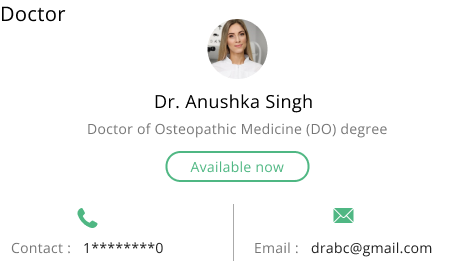 Doctor
Dr. Anushka Singh
Doctor of Osteopathic Medicine (DO) degree
Available now
Contact : 1********0
Email : drabc@gmail.com